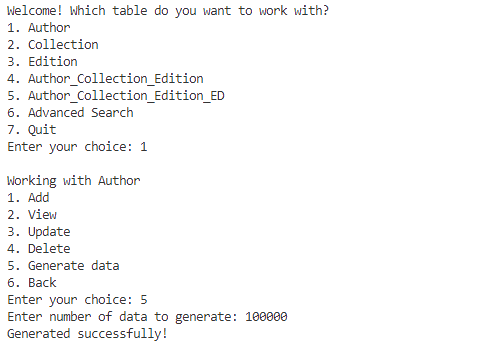 Welcome! Which table do you want to work with?
1. Author
2. Collection
3. Edition
4. Author_Collection_Edition
5. Author_Collection_Edition_ED
6. Advanced Search
7. Quit
Enter your choice: 1

Working with Author
1. Add
2. View
3. Update
4. Delete
5. Generate data
6. Back
Enter your choice: 5
Enter number of data to generate: 100000
Generated successfully!